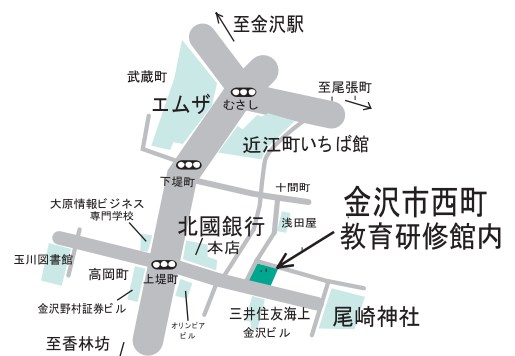 至金沢駅
武蔵町
至尾張町
エムザ
むさし
近江町いちば館
下堤町
十間町
金沢市西町
教育研修館内
大原情報ビジネス
専門学校
北國銀行
本店
浅田屋
玉川図書館
高岡町
上堤町
金沢野村証券ビル
オリンピア
ビル
三井住友海上
金沢ビル
尾崎神社
至香林坊